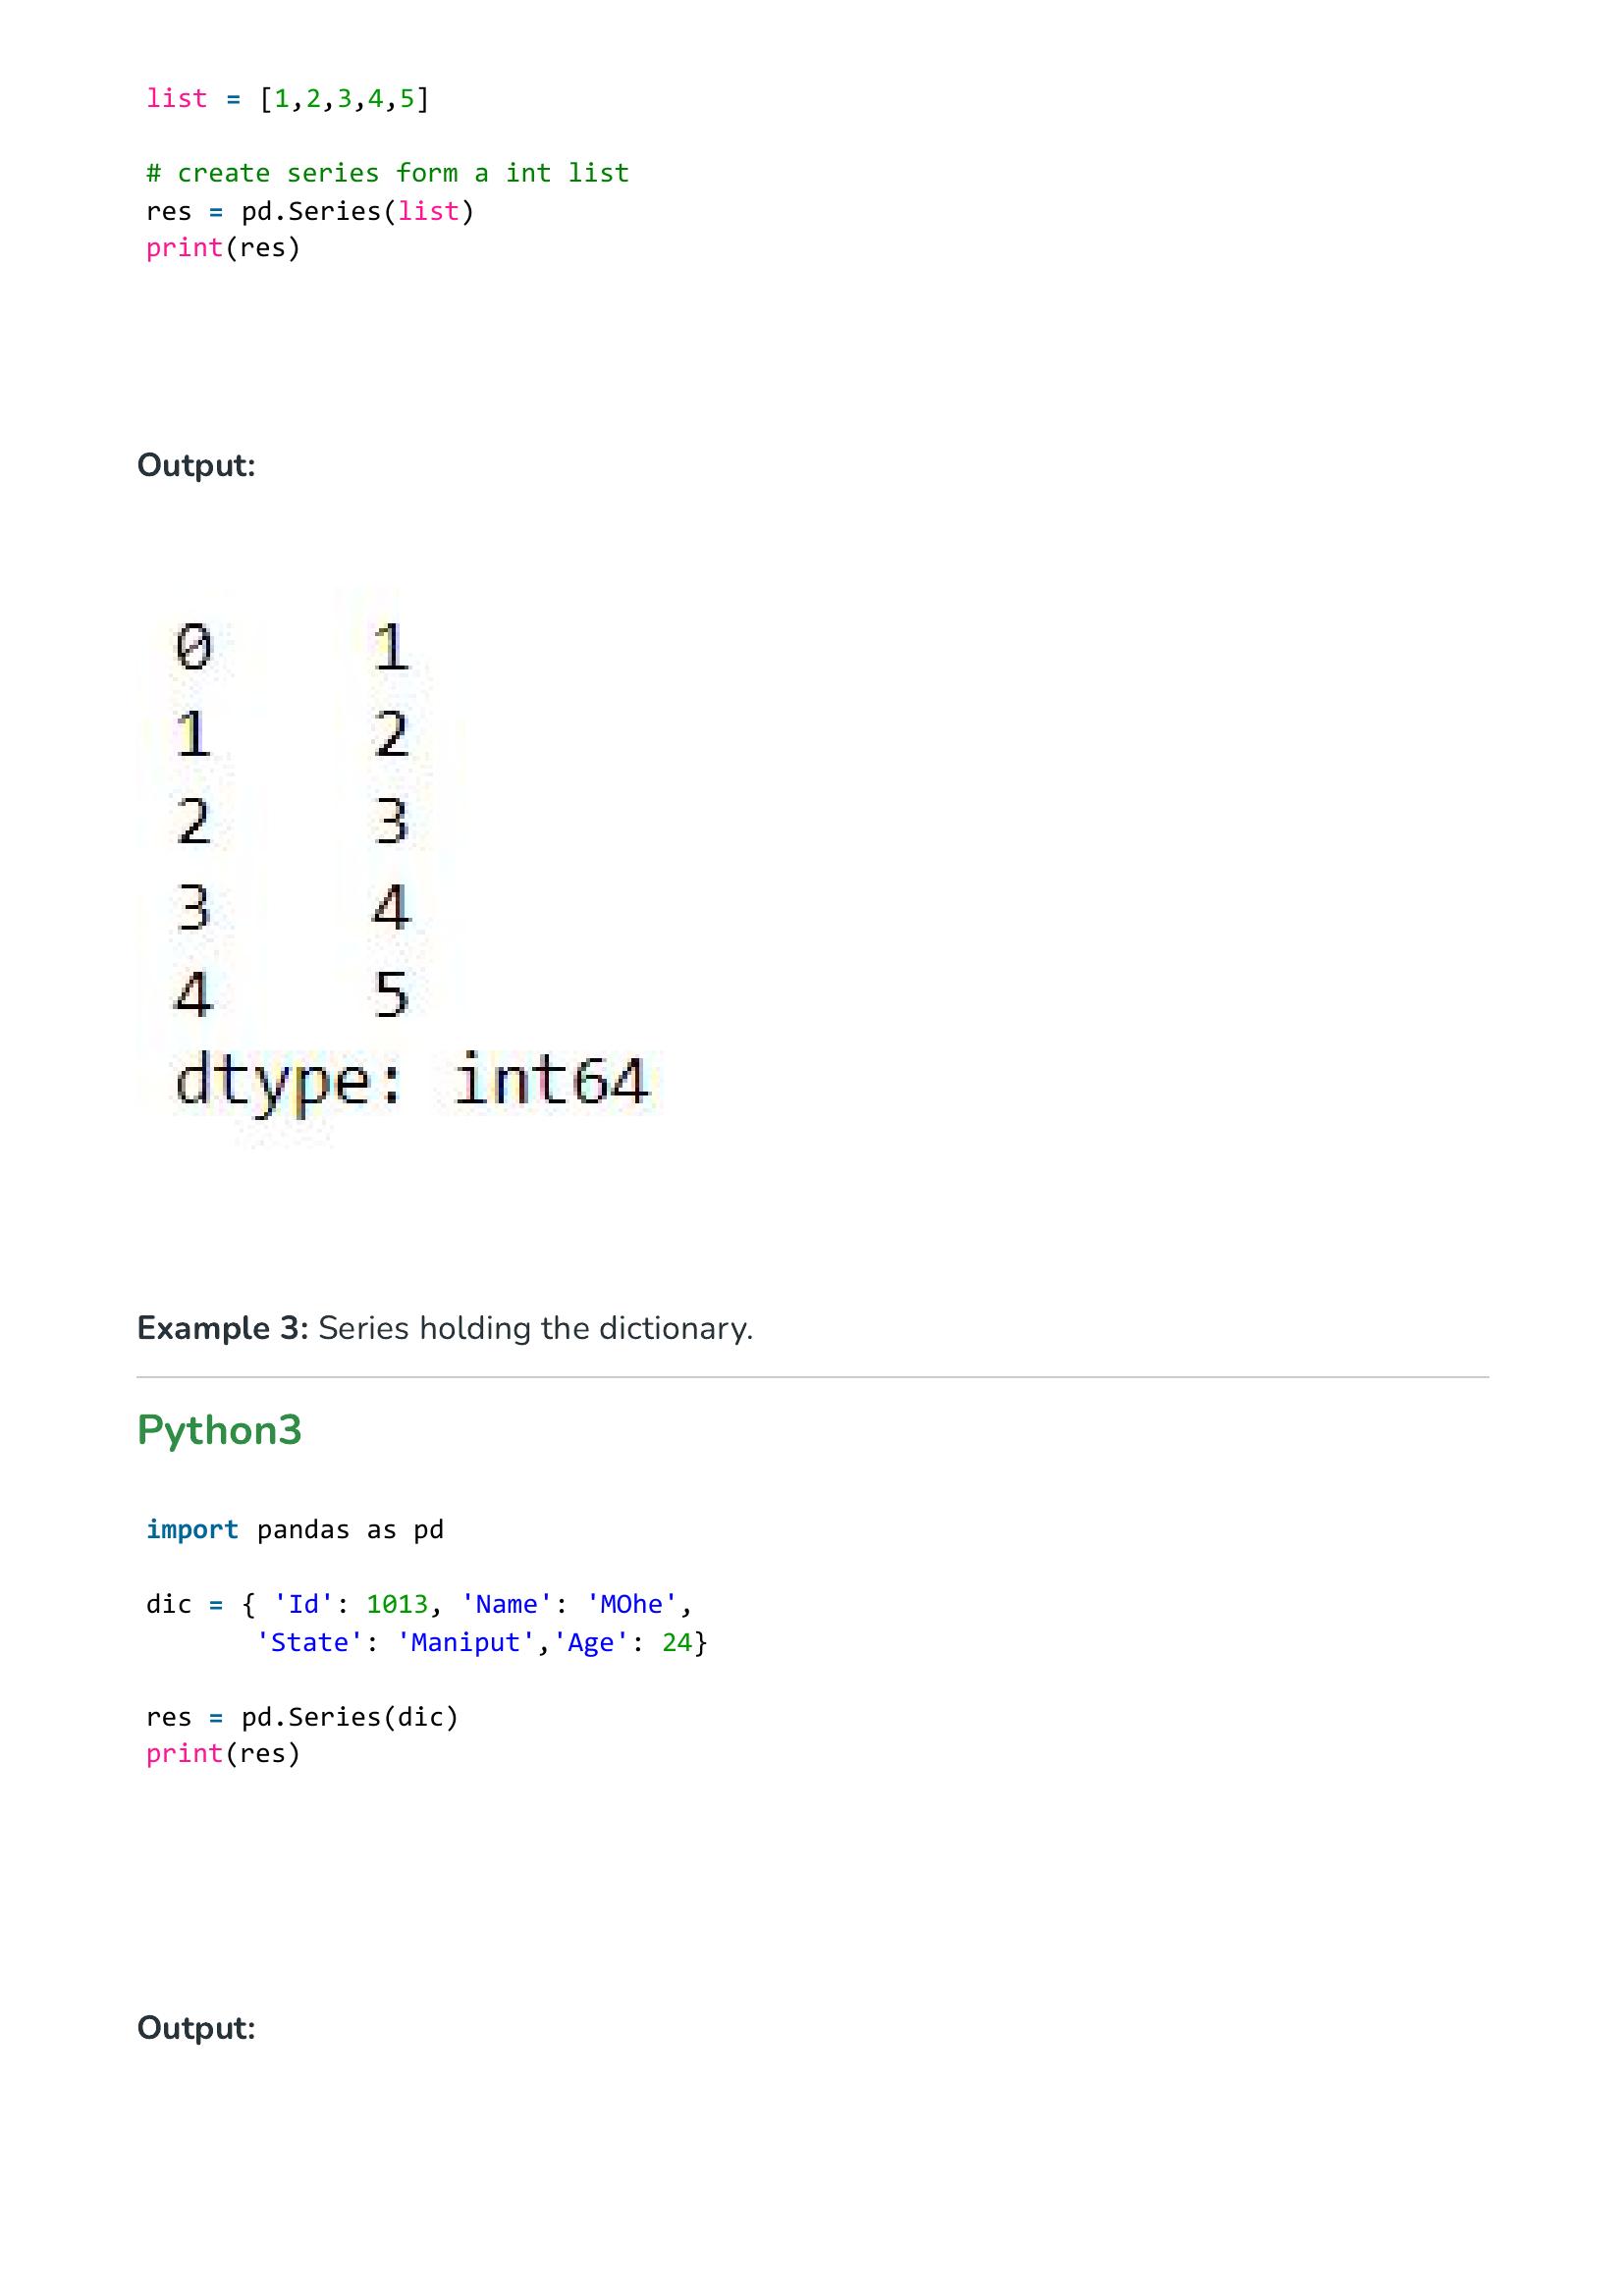 list = [1,2,3,4,5]
# create series form a int list
res = pd.Series(list)
print(res)
Output:
0 1
1 2
2 3
3 4
4 5
dtype: int64
Example 3: Series holding the dictionary.
Python3
import pandas as pd
dic = { 'Id': 1013, 'Name': 'MOhe',
'State': 'Maniput','Age': 24}
res = pd.Series(dic)
print(res)
Output: